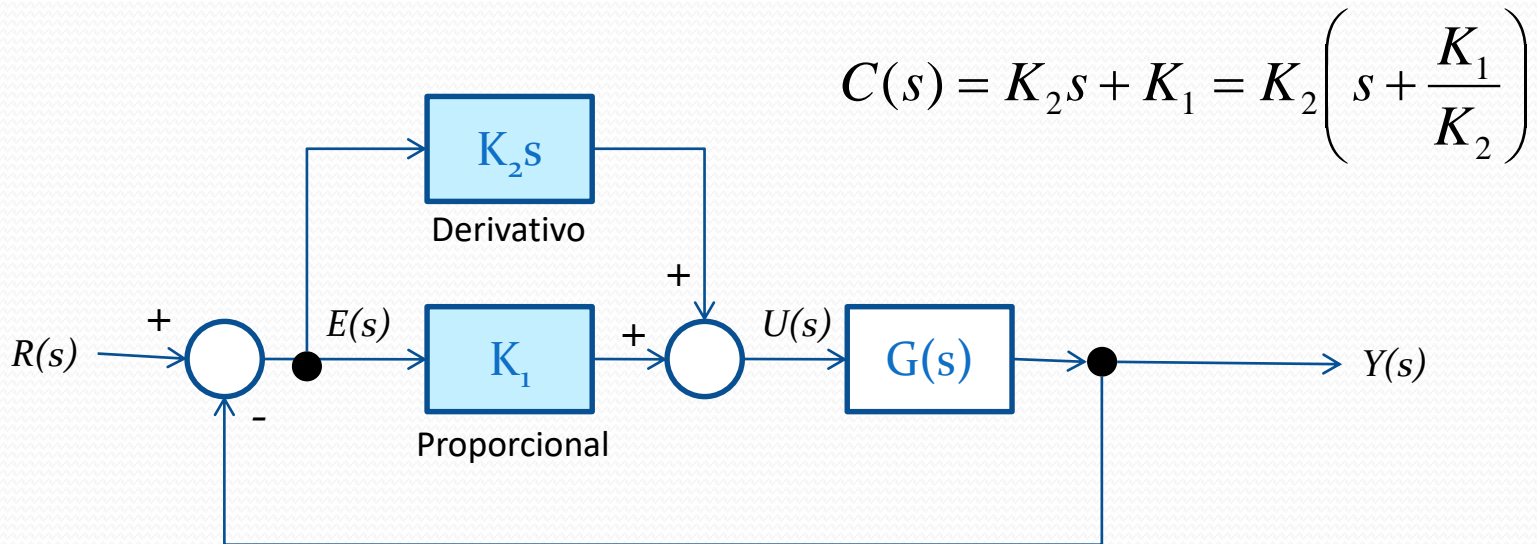 C(s) = K₂s + K₁ = K₂(s + K₁/K₂)
K₂s
Derivativo
+
+
E(s)
+
U(s)
R(s)
K₁
G(s)
Y(s)
-
Proporcional